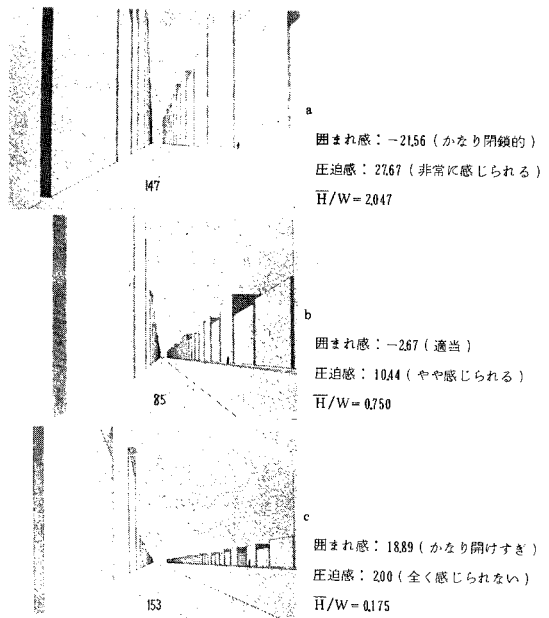 a
囲まれ感：−21.56（かなり閉鎖的）
圧迫感：27.67（非常に感じられる）
H̅/W＝2.047
147
b
囲まれ感：−2.67（適当）
圧迫感：10.44（やや感じられる）
H̅/W＝0.750
85
c
囲まれ感：18.89（かなり開けすぎ）
圧迫感：2.00（全く感じられない）
H̅/W＝0.175
153